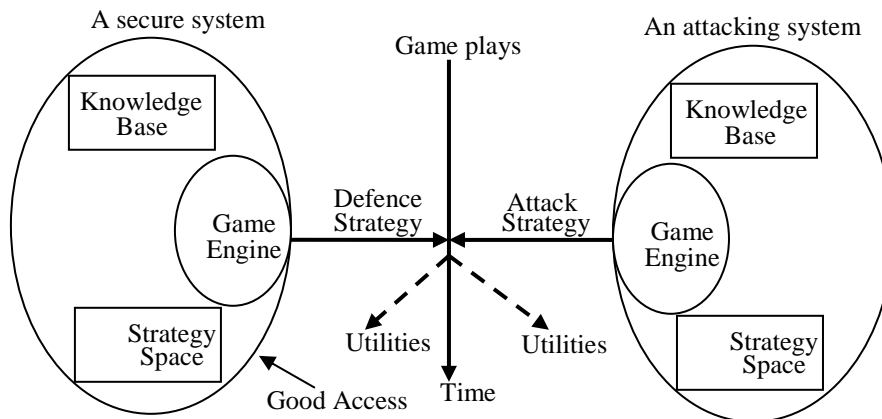 A secure system
Knowledge
Base
Game
Engine
Strategy
Space
Good Access
Game plays
Defence
Strategy
Attack
Strategy
Utilities
Utilities
Time
An attacking system
Knowledge
Base
Game
Engine
Strategy
Space